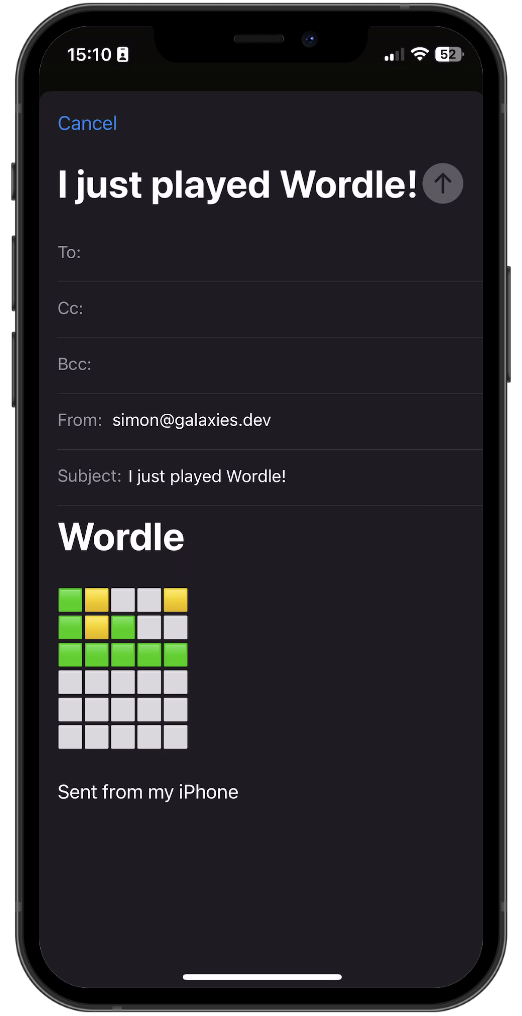 15:10
52
Cancel
I just played Wordle!
To:
Cc:
Bcc:
From: simon@galaxies.dev
Subject: I just played Wordle!
Wordle
Sent from my iPhone